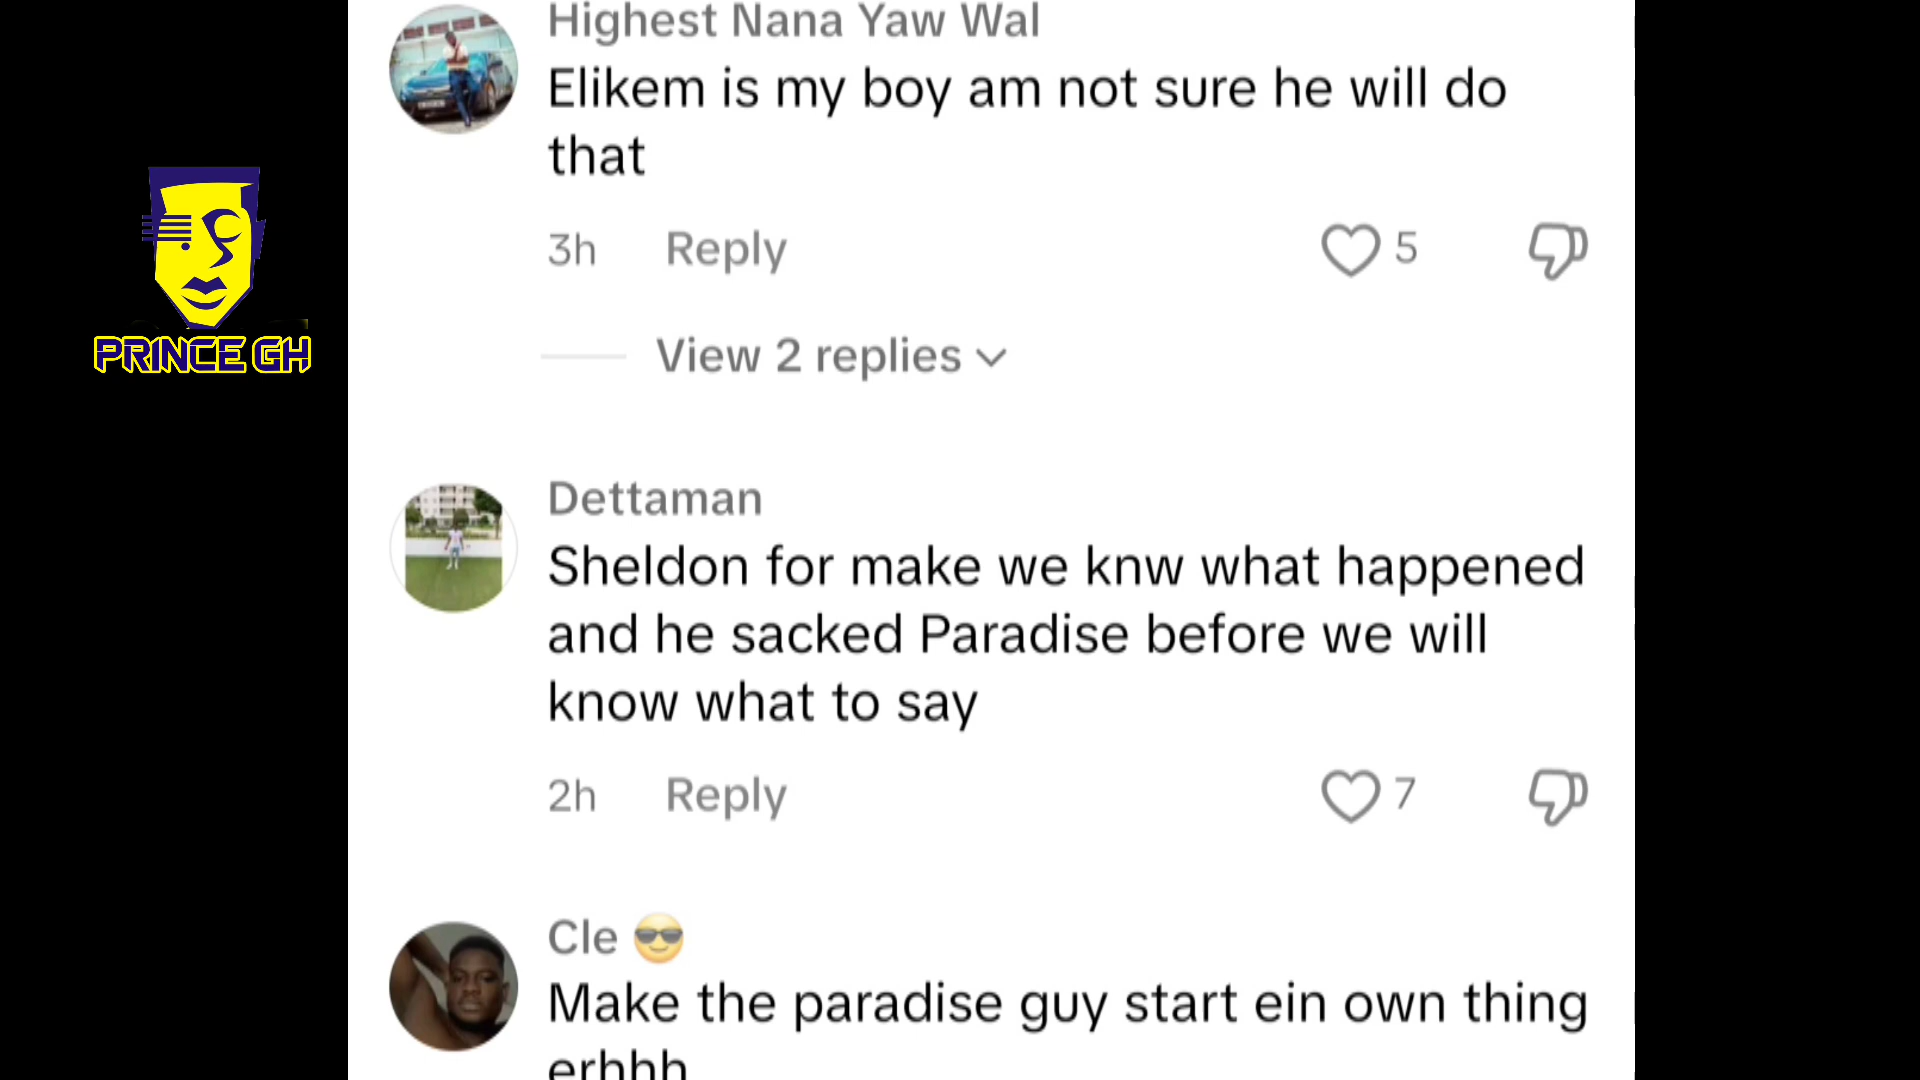 Highest Nana Yaw Wal
Elikem is my boy am not sure he will do
that
3h Reply 5
View 2 replies
PRINCE GH
Dettaman
Sheldon for make we knw what happened
and he sacked Paradise before we will
know what to say
2h Reply 7
Cle 😎
Make the paradise guy start ein own thing
erhhh